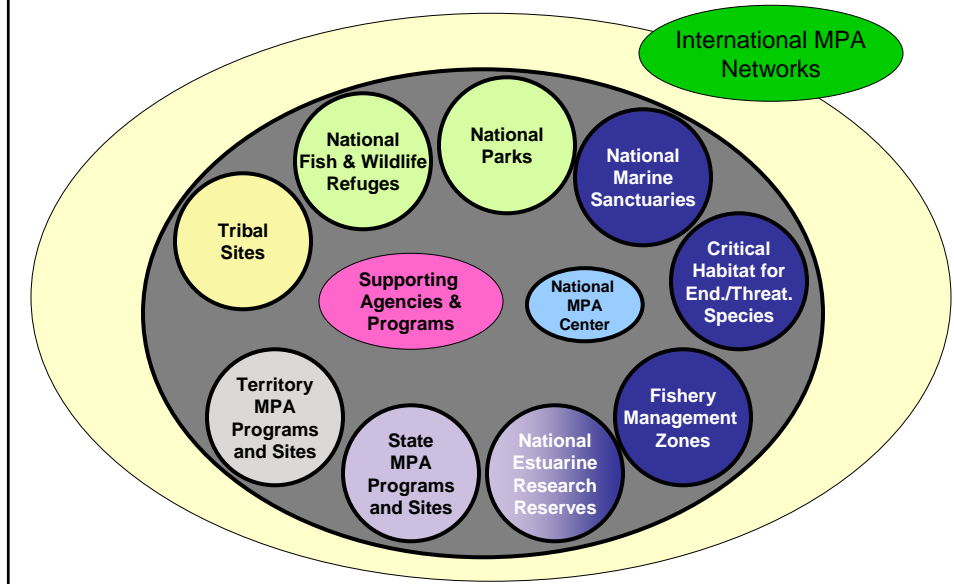 International MPA
Networks
National
Fish & Wildlife
Refuges
National
Parks
National
Marine
Sanctuaries
Tribal
Sites
Critical
Habitat for
End./Threat.
Species
Supporting
Agencies &
Programs
National
MPA
Center
Territory
MPA
Programs
and Sites
State
MPA
Programs
and Sites
National
Estuarine
Research
Reserves
Fishery
Management
Zones